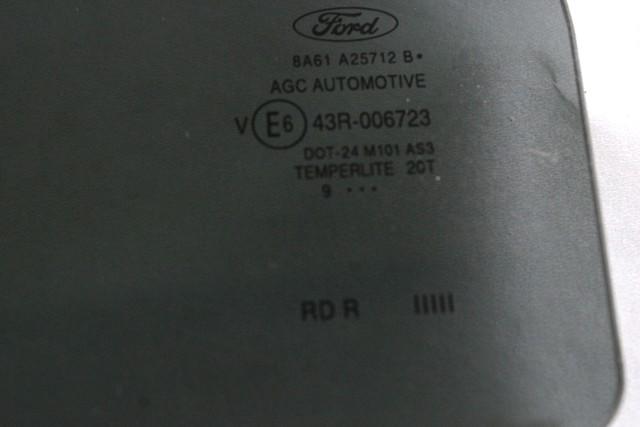 Ford
8A61 A25712 B•
AGC AUTOMOTIVE
V E6 43R-006723
DOT-24 M101 AS3
TEMPERLITE 20T
9 •••
RD R IIIII